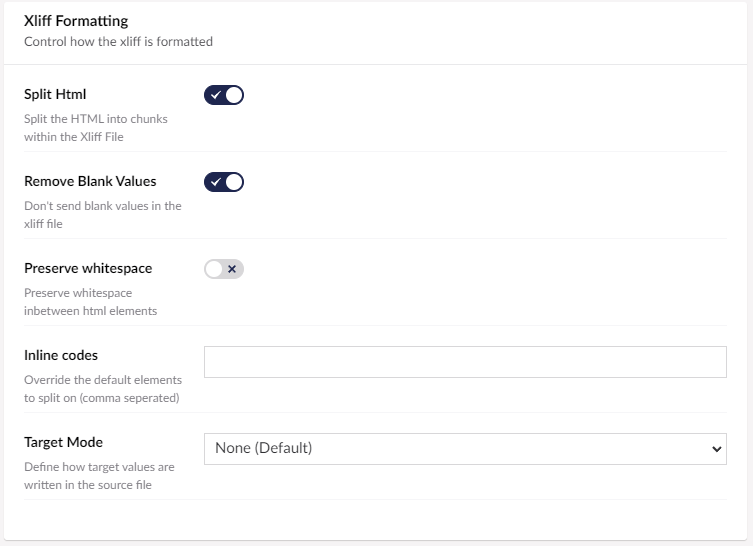 Xliff Formatting
Control how the xliff is formatted
Split Html
Split the HTML into chunks
within the Xliff File
Remove Blank Values
Don't send blank values in the
xliff file
Preserve whitespace
Preserve whitespace
inbetween html elements
Inline codes
Override the default elements
to split on (comma seperated)
Target Mode
None (Default)
Define how target values are
written in the source file